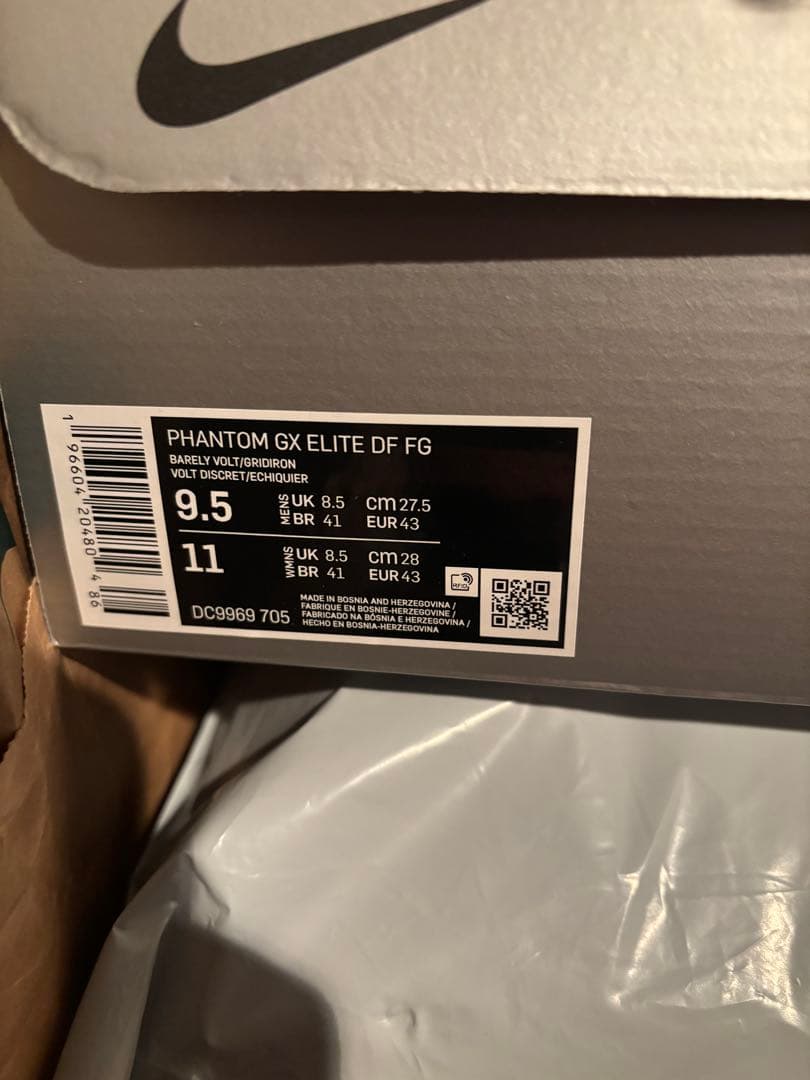 PHANTOM GX ELITE DF FG
BARELY VOLT/GRIDIRON
VOLT DISCRET/ECHIQUIER
9.5 MENS UK 8.5 cm 27.5
BR 41 EUR 43
11 WMNS UK 8.5 cm 28
BR 41 EUR 43
RFID
DC9969 705
MADE IN BOSNIA AND HERZEGOVINA /
FABRIQUE EN BOSNIE-HERZEGOVINE /
FABRICADO NA BÔSNIA E HERZEGOVINA /
HECHO EN BOSNIA-HERZEGOVINA
1 96604 20480 4 86